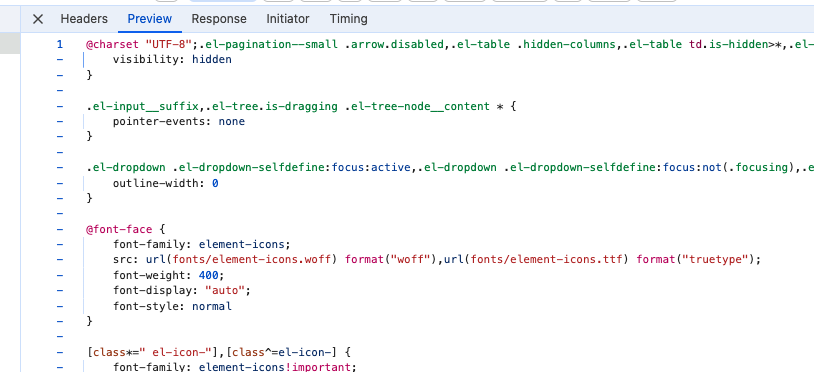 Headers Preview Response Initiator Timing
1 @charset "UTF-8";.el-pagination--small .arrow.disabled,.el-table .hidden-columns,.el-table td.is-hidden>*,.el-
- visibility: hidden
- }
-
- .el-input__suffix,.el-tree.is-dragging .el-tree-node__content * {
- pointer-events: none
- }
-
- .el-dropdown .el-dropdown-selfdefine:focus:active,.el-dropdown .el-dropdown-selfdefine:focus:not(.focusing),.e
- outline-width: 0
- }
-
- @font-face {
- font-family: element-icons;
- src: url(fonts/element-icons.woff) format("woff"),url(fonts/element-icons.ttf) format("truetype");
- font-weight: 400;
- font-display: "auto";
- font-style: normal
- }
-
- [class*=" el-icon-"],[class^=el-icon-] {
- font-family: element-icons!important;